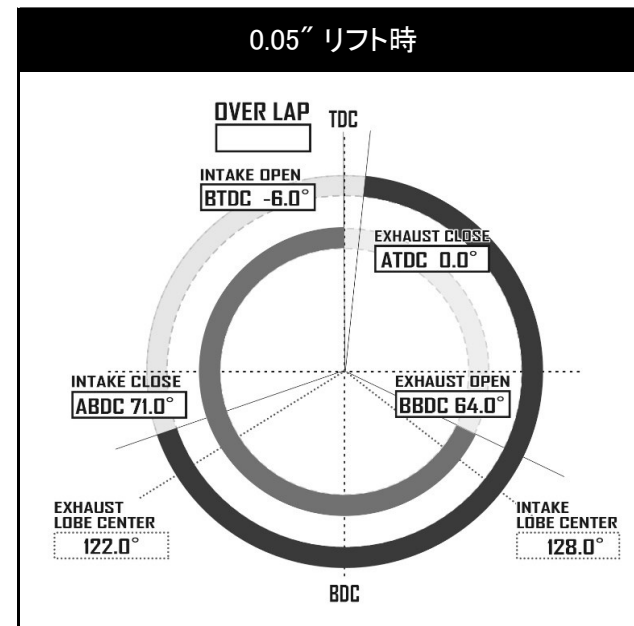 0.05″ リフト時
OVER LAP
TDC
INTAKE OPEN
BTDC -6.0°
EXHAUST CLOSE
ATDC 0.0°
INTAKE CLOSE
ABDC 71.0°
EXHAUST OPEN
BBDC 64.0°
EXHAUST
LOBE CENTER
122.0°
INTAKE
LOBE CENTER
128.0°
BDC